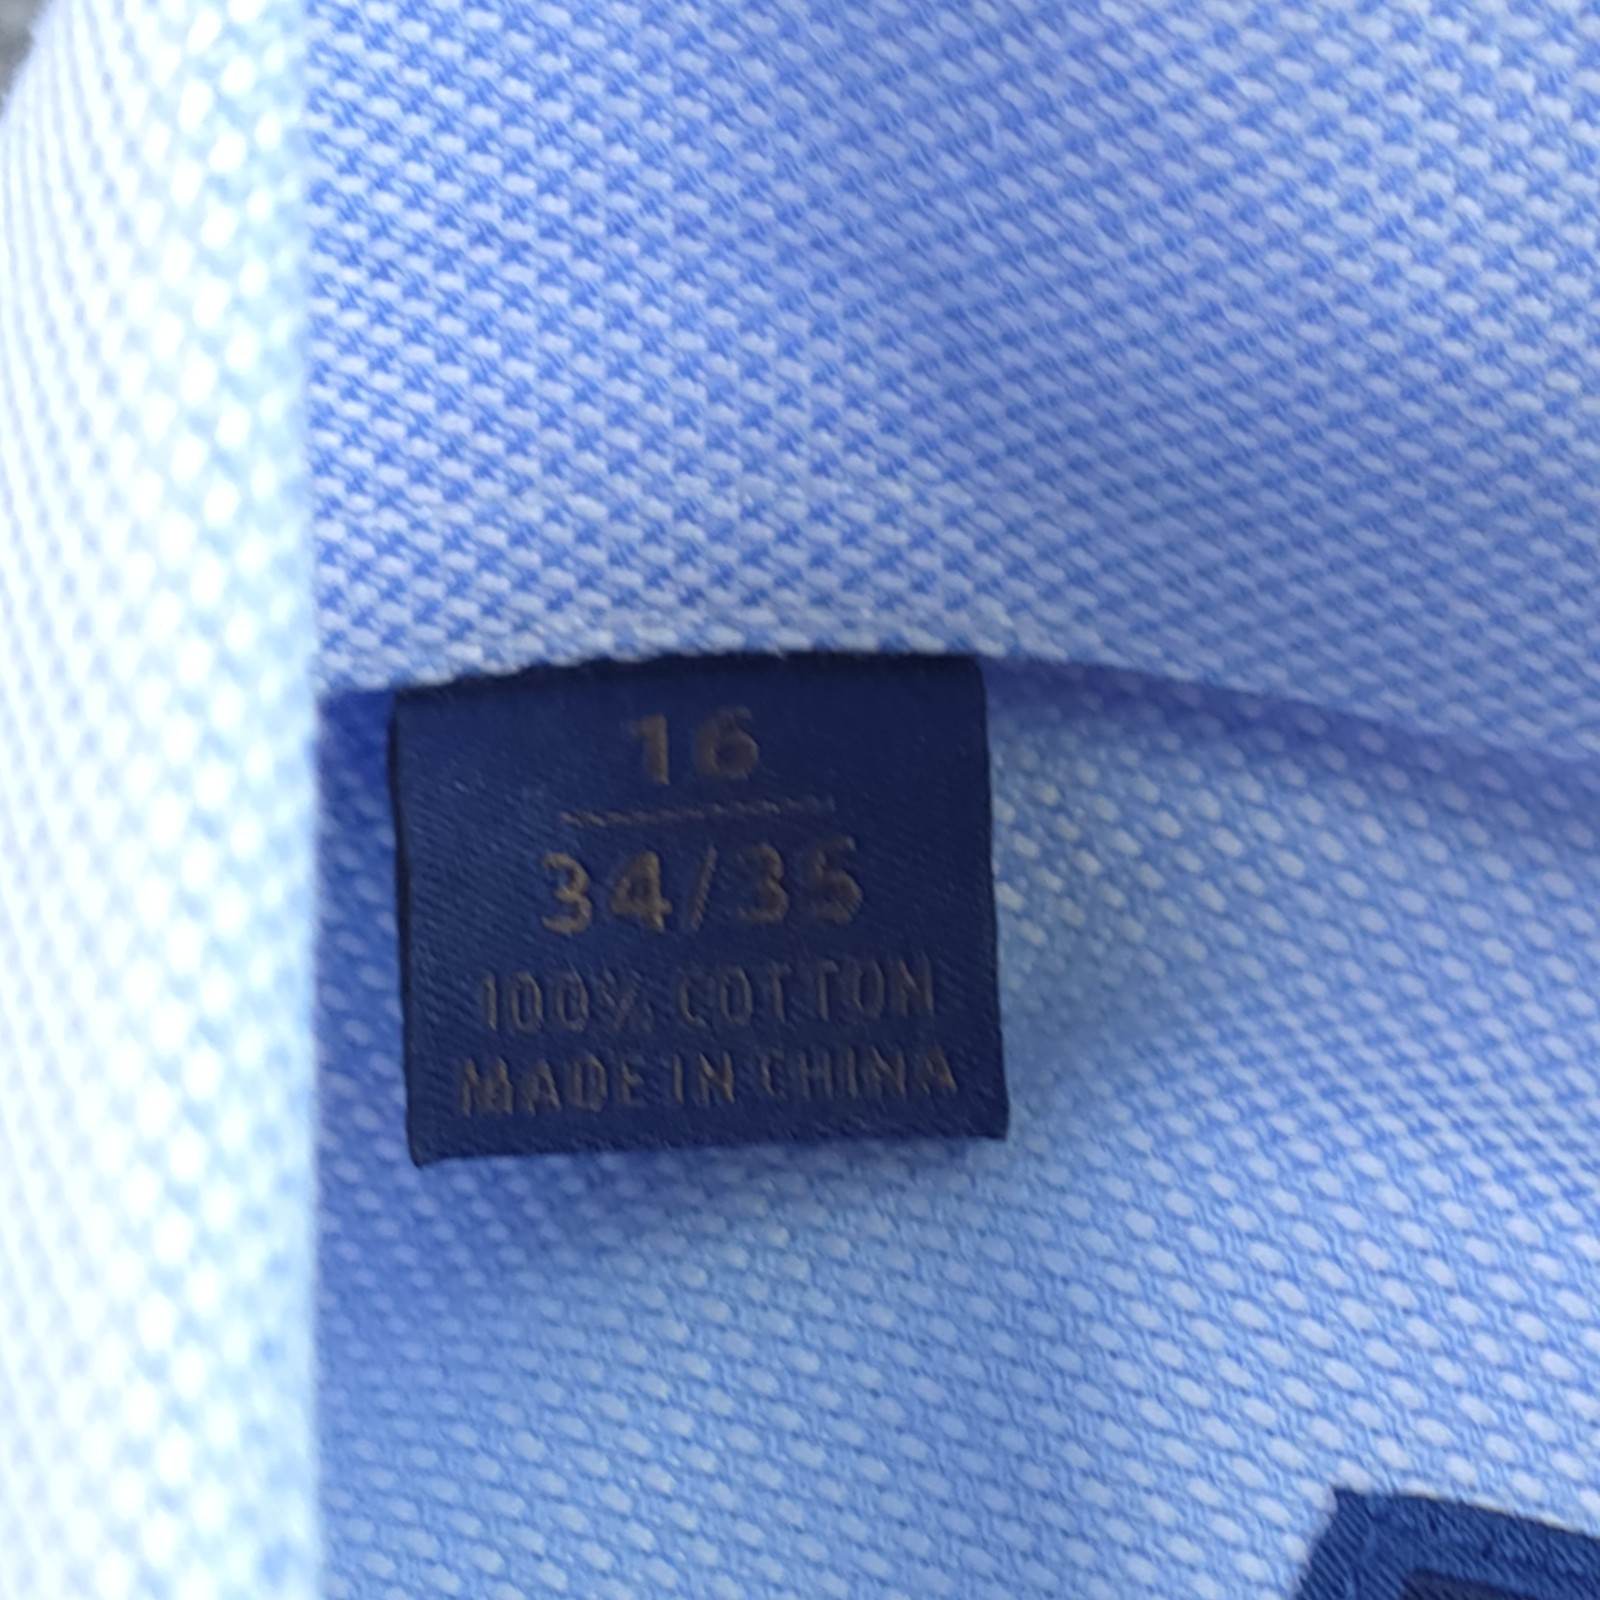 16
34/35
100% COTTON
MADE IN CHINA